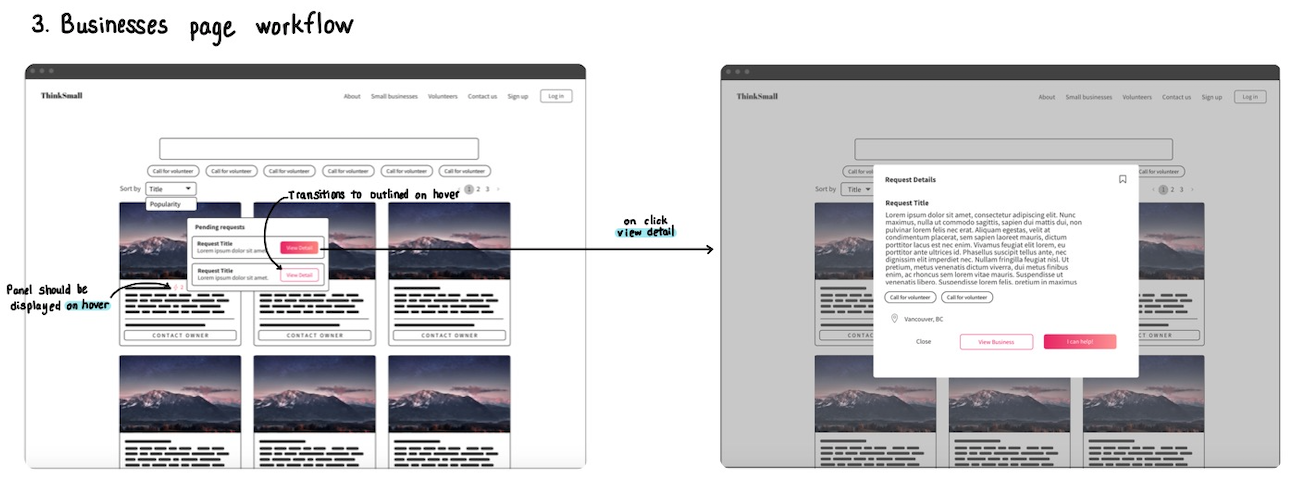 3. Businesses page workflow
ThinkSmall
About Small businesses Volunteers Contact us Sign up Log in
Call for volunteer Call for volunteer Call for volunteer Call for volunteer Call for volunteer Call for volunteer
Sort by Title 1 2 3
Popularity
Transitions to outlined on hover
Pending requests
Request Title
Lorem ipsum dolor sit amet,
View Detail
Request Title
Lorem ipsum dolor sit amet.
View Detail
Panel should be
displayed on hover
CONTACT OWNER CONTACT OWNER CONTACT OWNER
on click
view detail
ThinkSmall
About Small businesses Volunteers Contact us Sign up Log in
Sort by Title 1 2 3
Request Details
Request Title
Lorem ipsum dolor sit amet, consectetur adipiscing elit. Nunc
maximus, nulla ut commodo sagittis, sapien dui mattis dui, non
pulvinar lorem felis nec erat. Aliquam egestas, velit at
condimentum placerat, sem sapien laoreet mauris, dictum
porttitor lacus est nec enim. Vivamus feugiat elit lorem, eu
porttitor ante ultrices id. Phasellus suscipit tellus ante, nec
dignissim elit imperdiet nec. Nullam fringilla feugiat nisl. Ut
pretium, metus venenatis dictum viverra, dui metus finibus
enim, ac rhoncus sem lorem vitae mauris. Suspendisse ut
venenatis libero. Suspendisse lorem felis, pretium in maximus
Call for volunteer Call for volunteer
Vancouver, BC
Close View Business I can help!